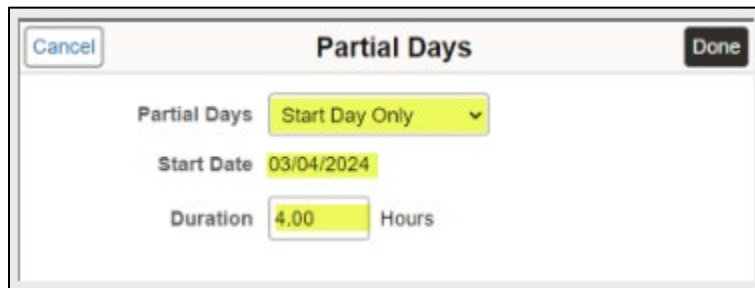 Cancel Partial Days Done
Partial Days Start Day Only
Start Date 03/04/2024
Duration 4.00 Hours